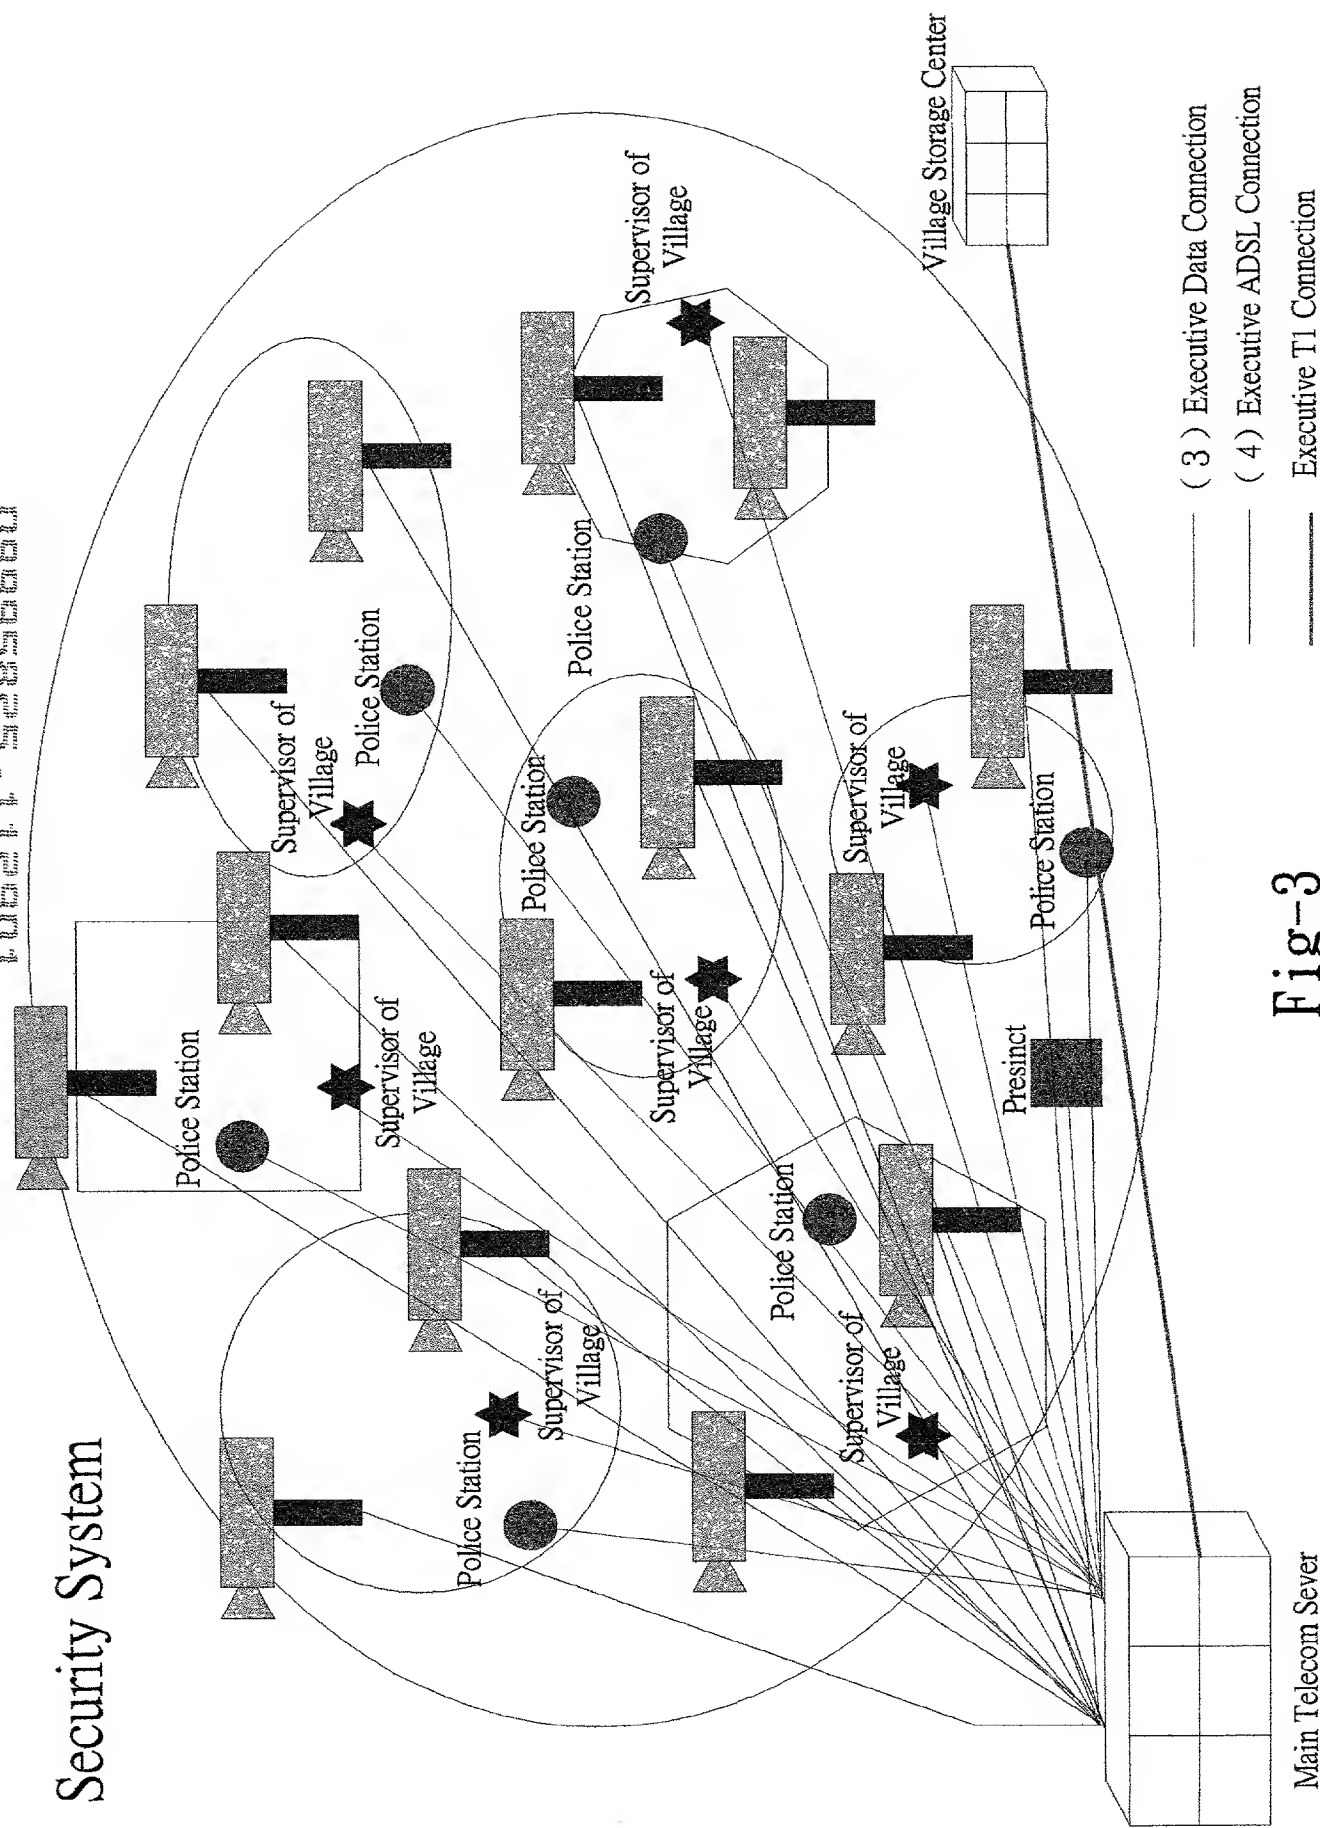 Security System
Police Station
Supervisor of
Village
Police Station
Supervisor of
Village
Police Station
Police Station
Supervisor of
Village
Police Station
Supervisor of
Village
Supervisor of
Village
Police Station
Supervisor of
Village
Supervisor of
Village
Village Storage Center
Presinct
Police Station
( 3 ) Executive Data Connection
( 4 ) Executive ADSL Connection
Executive T1 Connection
Main Telecom Sever
Fig-3